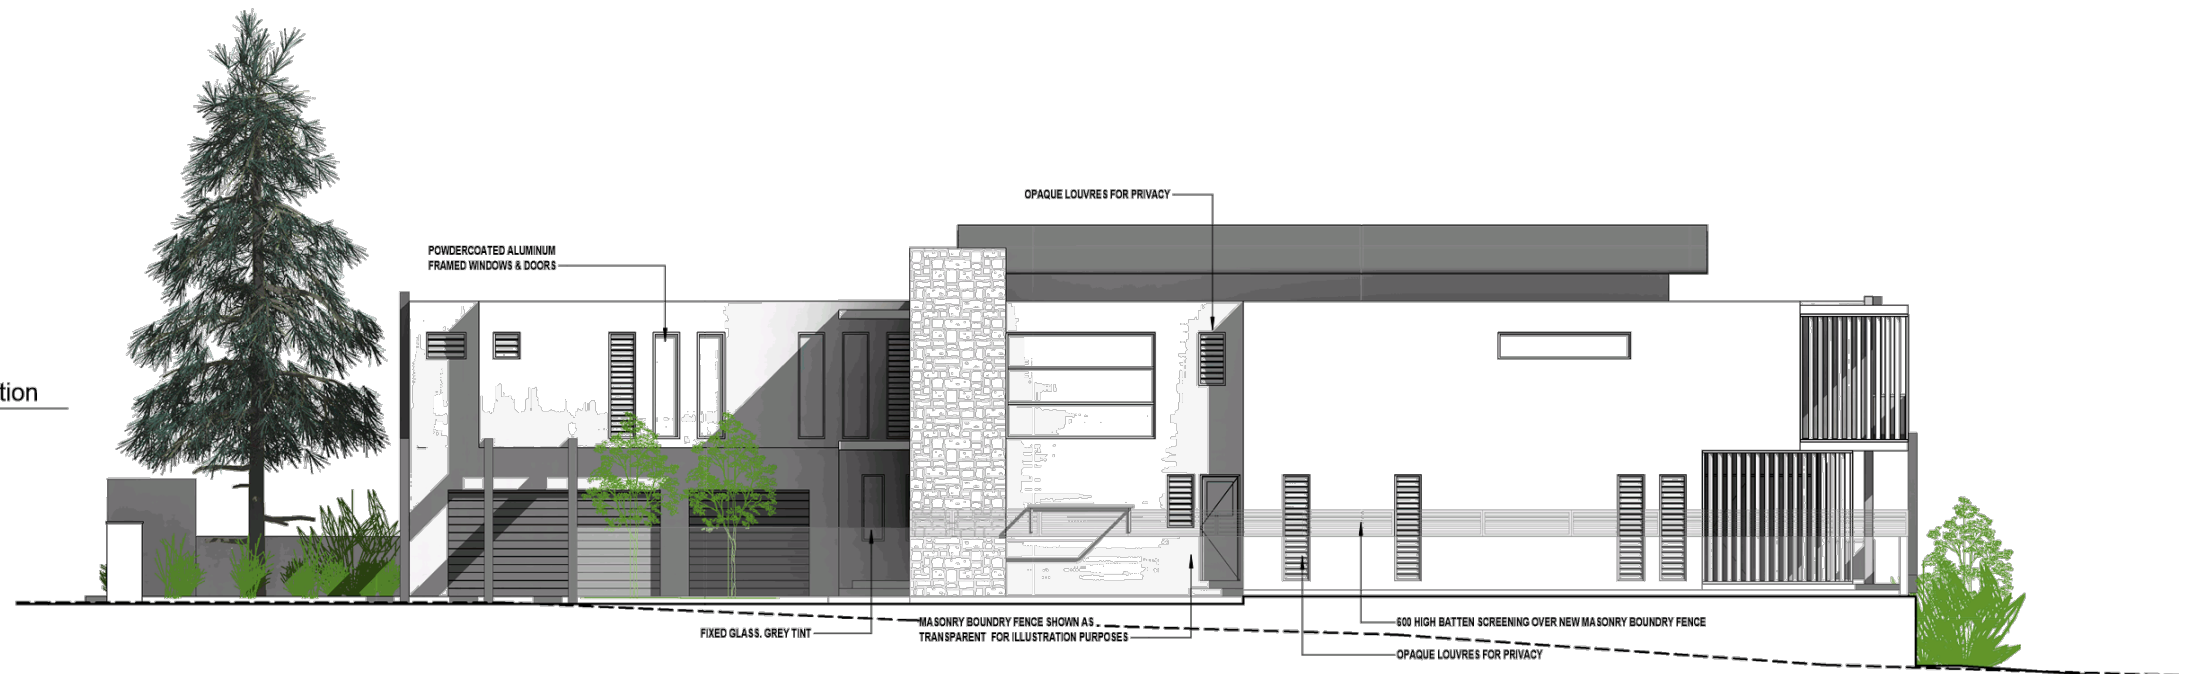 OPAQUE LOUVRES FOR PRIVACY
POWDERCOATED ALUMINUM
FRAMED WINDOWS & DOORS
tion
FIXED GLASS. GREY TINT
MASONRY BOUNDRY FENCE SHOWN AS
TRANSPARENT FOR ILLUSTRATION PURPOSES
600 HIGH BATTEN SCREENING OVER NEW MASONRY BOUNDRY FENCE
OPAQUE LOUVRES FOR PRIVACY